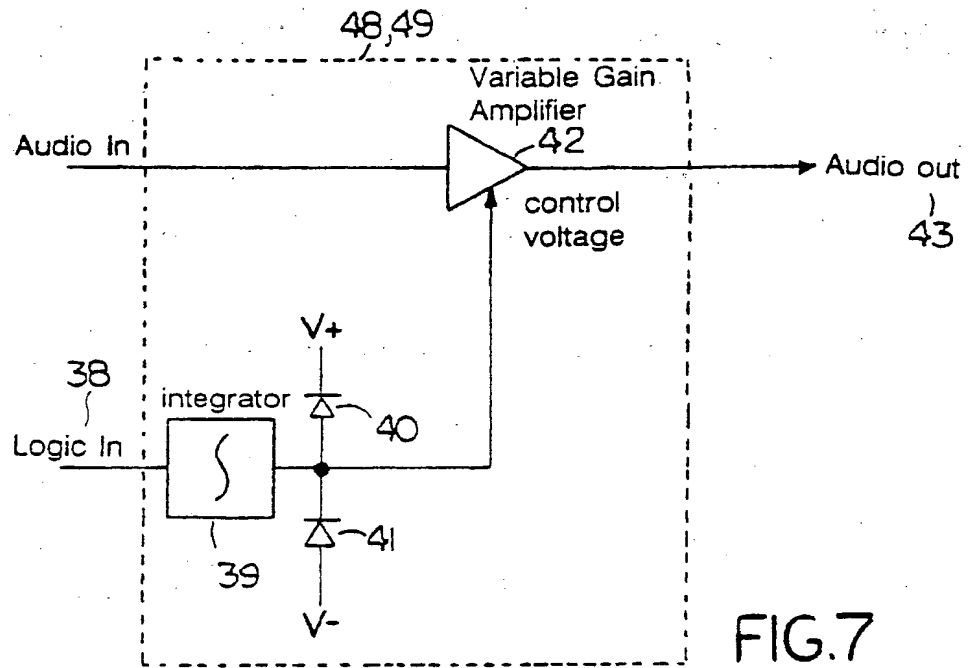 48,49
Variable Gain
Amplifier
42
Audio In
Audio out
control
voltage
43
V+
38
integrator
40
Logic In
∫
41
39
V-
FIG.7